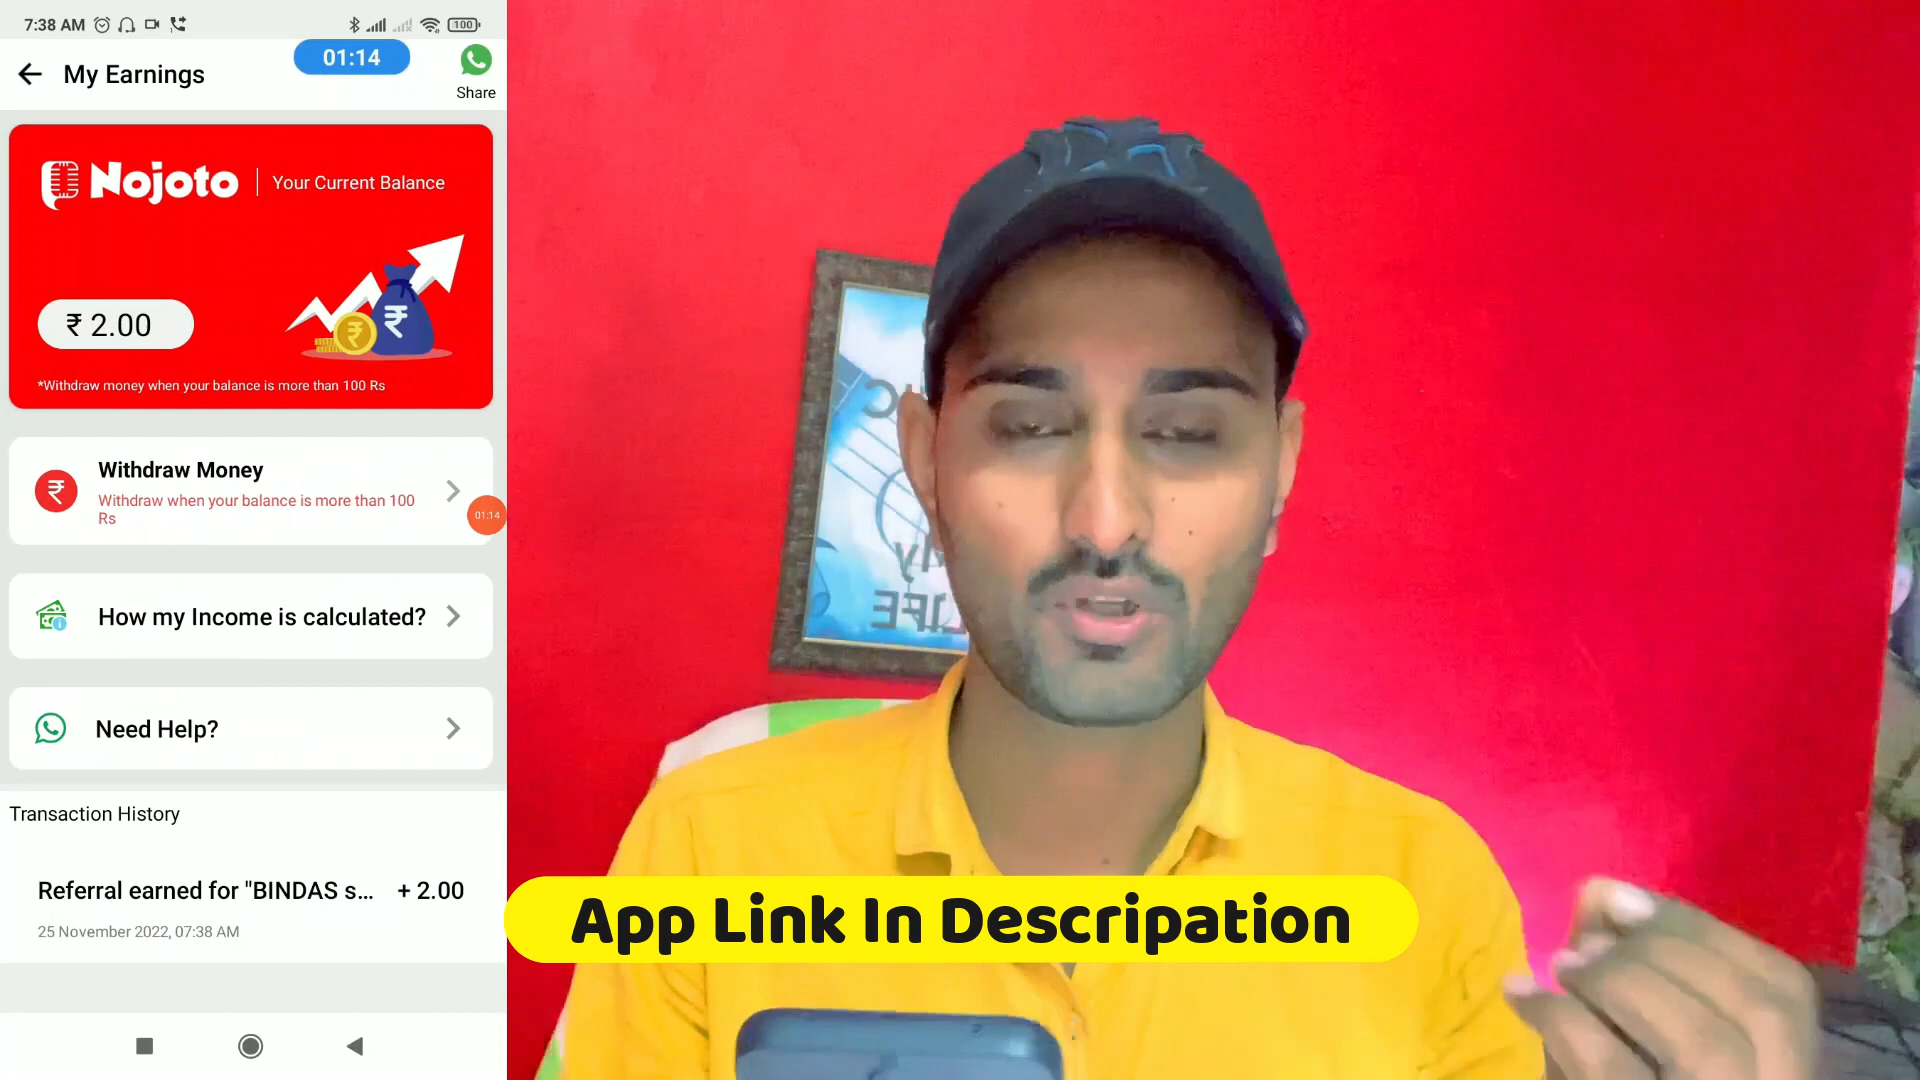 7:38 AM
100
01:14
My Earnings
Share
Nojoto
Your Current Balance
₹ 2.00
₹
₹
*Withdraw money when your balance is more than 100 Rs
₹
Withdraw Money
Withdraw when your balance is more than 100
Rs
01:14
How my Income is calculated?
Need Help?
Transaction History
Referral earned for "BINDAS s... + 2.00
25 November 2022, 07:38 AM
LIFE
App Link In Descripation